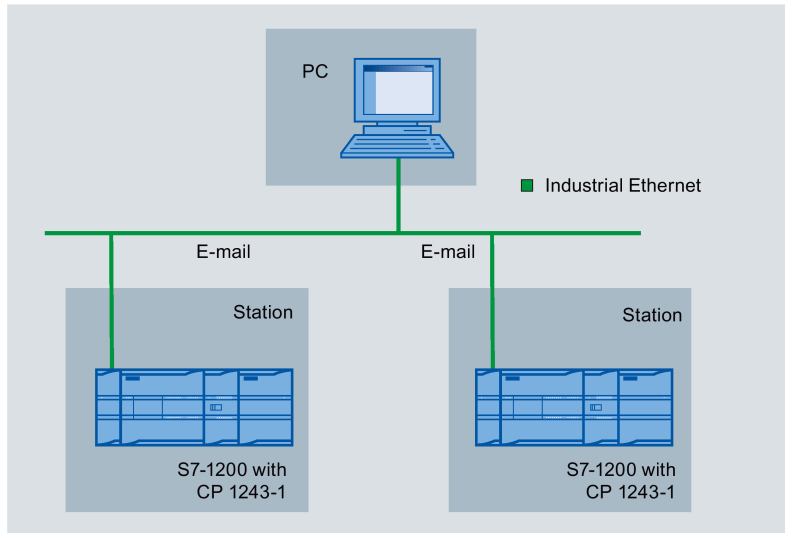 PC
Industrial Ethernet
E-mail
E-mail
Station
Station
S7-1200 with
CP 1243-1
S7-1200 with
CP 1243-1